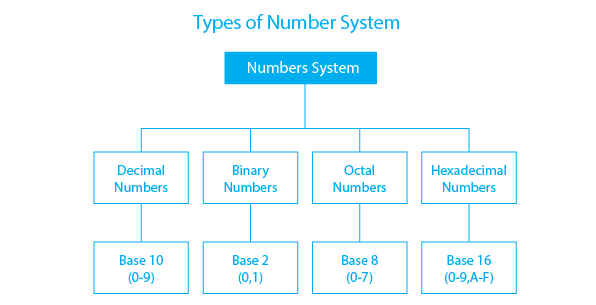 Types of Number System
Numbers System
Decimal
Numbers
Binary
Numbers
Octal
Numbers
Hexadecimal
Numbers
Base 10
(0-9)
Base 2
(0,1)
Base 8
(0-7)
Base 16
(0-9,A-F)